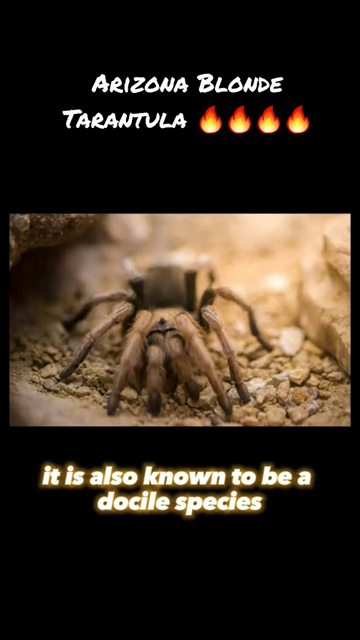 Arizona Blonde
Tarantula 🔥🔥🔥🔥
it is also known to be a
docile species